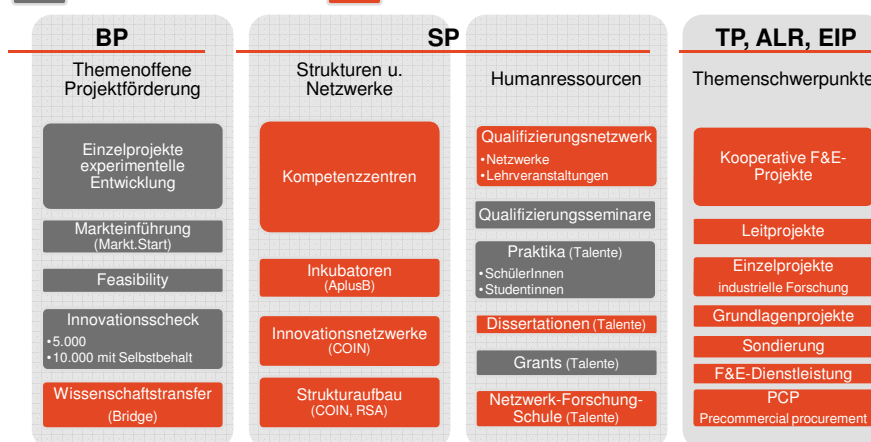 BP
Themenoffene
Projektförderung
Einzelprojekte
experimentelle
Entwicklung
Markteinführung
(Markt.Start)
Feasibility
Innovationsscheck
•5.000
•10.000 mit Selbstbehalt
Wissenschaftstransfer
(Bridge)
SP
Strukturen u.
Netzwerke
Kompetenzzentren
Inkubatoren
(AplusB)
Innovationsnetzwerke
(COIN)
Strukturaufbau
(COIN, RSA)
Humanressourcen
Qualifizierungsnetzwerk
•Netzwerke
•Lehrveranstaltungen
Qualifizierungsseminare
Praktika (Talente)
•SchülerInnen
•Studentinnen
Dissertationen (Talente)
Grants (Talente)
Netzwerk-Forschung-
Schule (Talente)
TP, ALR, EIP
Themenschwerpunkte
Kooperative F&E-
Projekte
Leitprojekte
Einzelprojekte
industrielle Forschung
Grundlagenprojekte
Sondierung
F&E-Dienstleistung
PCP
Precommercial procurement